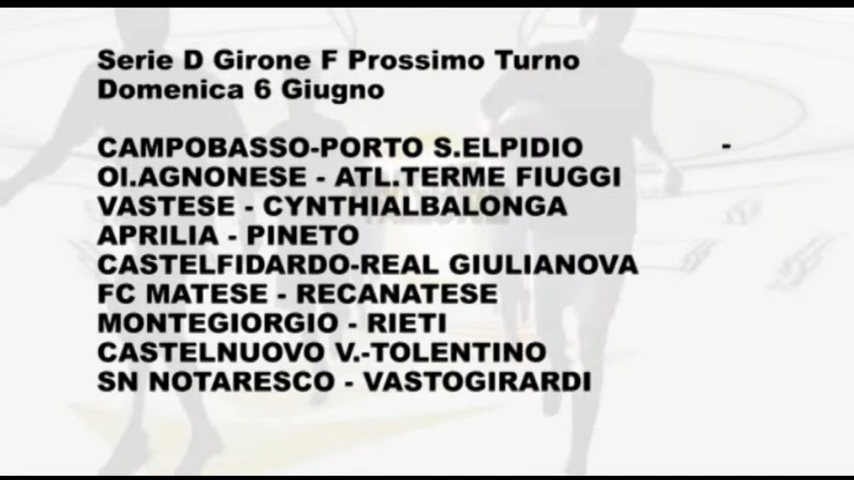 Serie D Girone F Prossimo Turno
Domenica 6 Giugno
CAMPOBASSO-PORTO S.ELPIDIO -
OI.AGNONESE - ATL.TERME FIUGGI
VASTESE - CYNTHIALBALONGA
APRILIA - PINETO
CASTELFIDARDO-REAL GIULIANOVA
FC MATESE - RECANATESE
MONTEGIORGIO - RIETI
CASTELNUOVO V.-TOLENTINO
SN NOTARESCO - VASTOGIRARDI